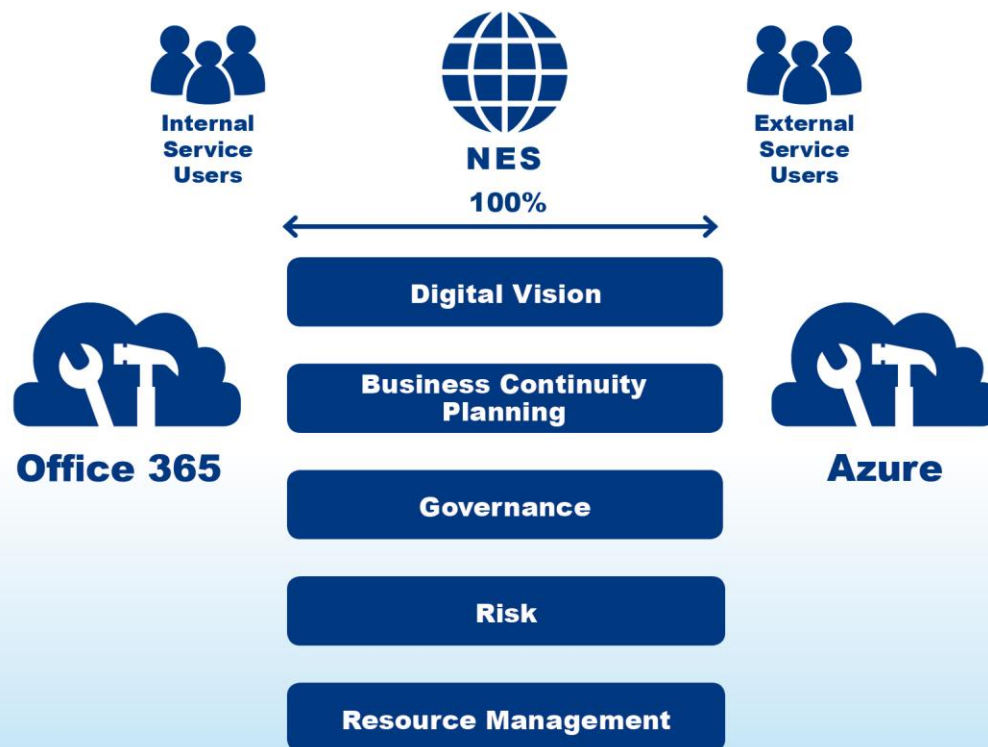 Internal
Service
Users
NES
100%
External
Service
Users
Digital Vision
Business Continuity
Planning
Office 365
Azure
Governance
Risk
Resource Management